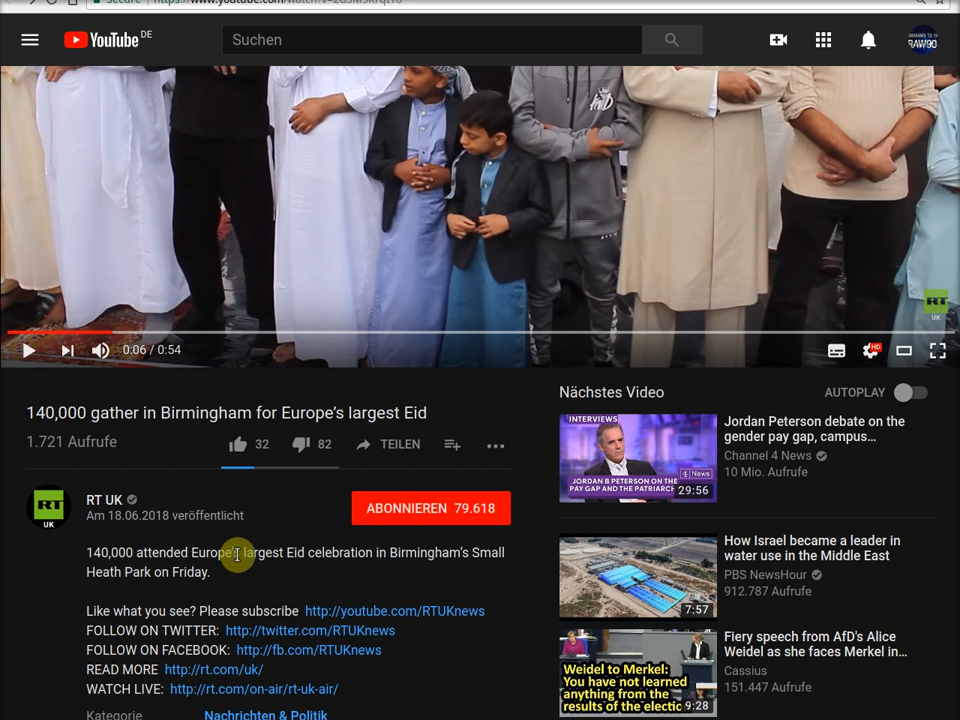 YouTube DE
Suchen
RT
UK
0:06 / 0:54
HD
140,000 gather in Birmingham for Europe's largest Eid
1.721 Aufrufe
32
82
TEILEN
RT
UK
RT UK
Am 18.06.2018 veröffentlicht
ABONNIEREN 79.618
140,000 attended Europe's largest Eid celebration in Birmingham's Small
Heath Park on Friday.
Like what you see? Please subscribe http://youtube.com/RTUKnews
FOLLOW ON TWITTER: http://twitter.com/RTUKnews
FOLLOW ON FACEBOOK: http://fb.com/RTUKnews
READ MORE http://rt.com/uk/
WATCH LIVE: http://rt.com/on-air/rt-uk-air/
Kategorie Nachrichten & Politik
Nächstes Video
AUTOPLAY
INTERVIEWS
4 News
JORDAN B PETERSON ON THE
PAY GAP AND THE PATRIARC
29:56
Jordan Peterson debate on the
gender pay gap, campus...
Channel 4 News
10 Mio. Aufrufe
7:57
How Israel became a leader in
water use in the Middle East
PBS NewsHour
912.787 Aufrufe
Weidel to Merkel:
You have not learned
anything from the
results of the electio
9:28
Fiery speech from AfD's Alice
Weidel as she faces Merkel in...
Cassius
151.447 Aufrufe